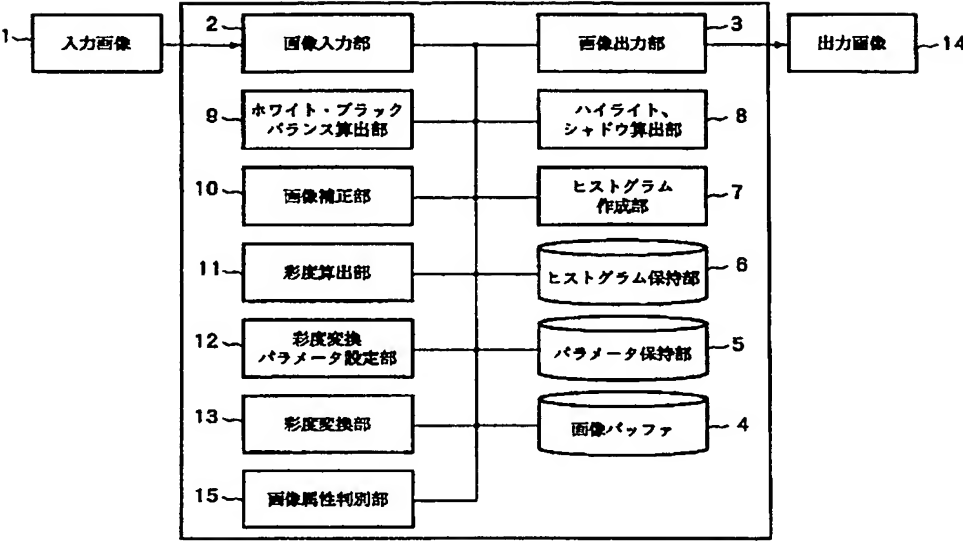 1 入力画像
2 画像入力部
画像出力部 3
出力画像 14
9 ホワイト・ブラック
バランス算出部
ハイライト、
シャドウ算出部 8
10 画像補正部
ヒストグラム
作成部 7
11 彩度算出部
ヒストグラム保持部 6
12 彩度変換
パラメータ設定部
パラメータ保持部 5
13 彩度変換部
画像バッファ 4
15 画像属性判別部